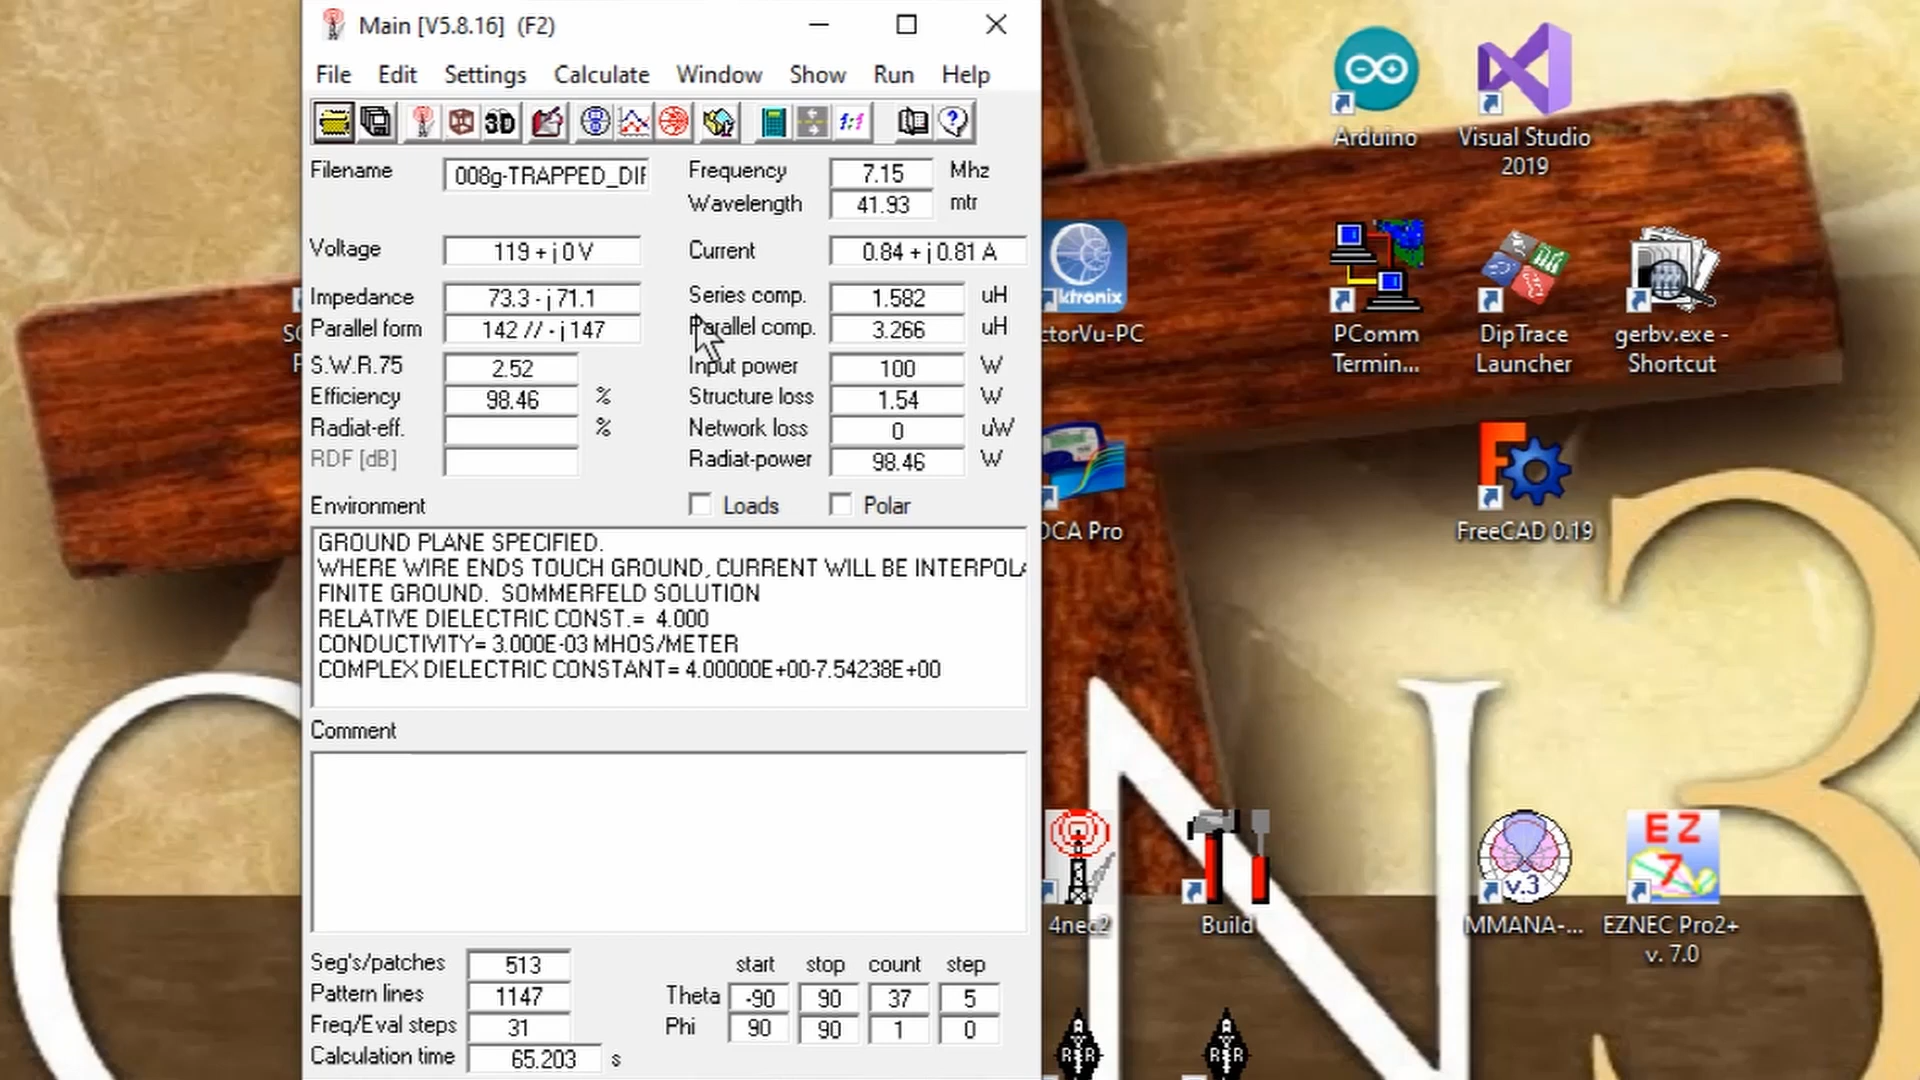 Main [V5.8.16] (F2)
File Edit Settings Calculate Window Show Run Help
3D
Filename 008g-TRAPPED_DIF Frequency 7.15 Mhz
Wavelength 41.93 mtr
Voltage 119 + j 0 V Current 0.84 + j 0.81 A
Impedance 73.3 - j 71.1 Series comp. 1.582 uH
Parallel form 142 // - j 147 Parallel comp. 3.266 uH
S.W.R.75 2.52 Input power 100 W
Efficiency 98.46 % Structure loss 1.54 W
Radiat-eff. % Network loss 0 uW
RDF [dB] Radiat-power 98.46 W
Environment Loads Polar
GROUND PLANE SPECIFIED.
WHERE WIRE ENDS TOUCH GROUND, CURRENT WILL BE INTERPOLA
FINITE GROUND. SOMMERFELD SOLUTION
RELATIVE DIELECTRIC CONST.= 4.000
CONDUCTIVITY= 3.000E-03 MHOS/METER
COMPLEX DIELECTRIC CONSTANT= 4.00000E+00-7.54238E+00
Comment
Seg's/patches 513 start stop count step
Pattern lines 1147 Theta -90 90 37 5
Freq/Eval steps 31 Phi 90 90 1 0
Calculation time 65.203 s
Arduino
Visual Studio
2019
ktronix
ctorVu-PC
PComm
Termin...
DipTrace
Launcher
gerbv.exe -
Shortcut
DCA Pro
FreeCAD 0.19
4nec2
Build
v.3
MMANA-...
EZ
7
EZNEC Pro2+
v. 7.0
N
3
R R
R R